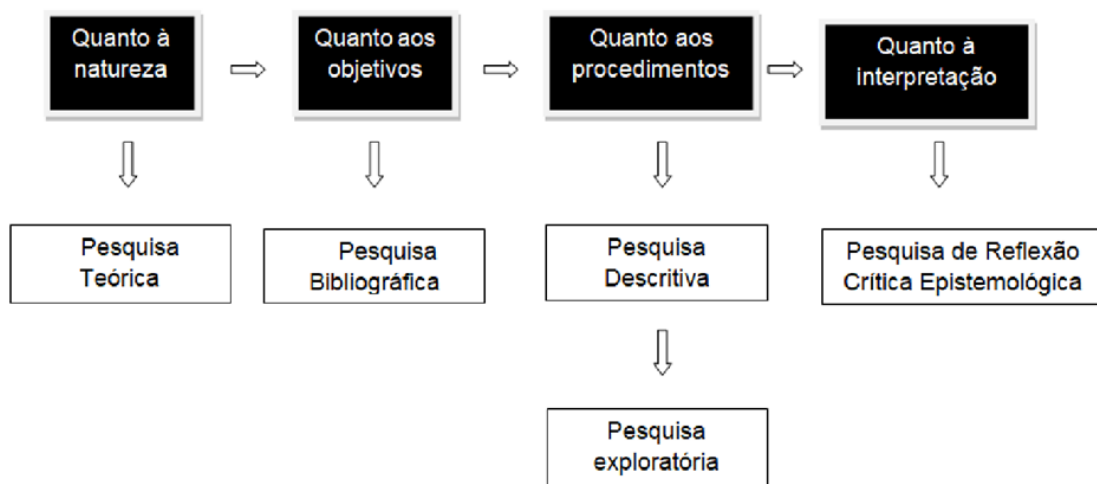 Quanto à
natureza
Quanto aos
objetivos
Quanto aos
procedimentos
Quanto à
interpretação
Pesquisa
Teórica
Pesquisa
Bibliográfica
Pesquisa
Descritiva
Pesquisa de Reflexão
Crítica Epistemológica
Pesquisa
exploratória